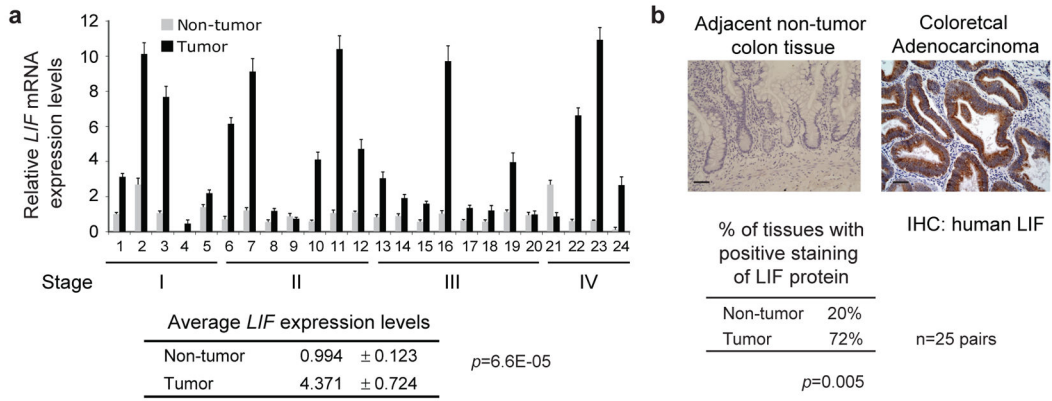 a
12
10
8
6
4
2
0
Relative LIF mRNA
expression levels
Non-tumor
Tumor
1 2 3 4 5 6 7 8 9 10 11 12 13 14 15 16 17 18 19 20 21 22 23 24
Stage I II III IV
Average LIF expression levels
Non-tumor 0.994 ± 0.123
Tumor 4.371 ± 0.724
p=6.6E-05
b
Adjacent non-tumor
colon tissue
Coloretcal
Adenocarcinoma
IHC: human LIF
% of tissues with
positive staining
of LIF protein
Non-tumor 20%
Tumor 72%
n=25 pairs
p=0.005